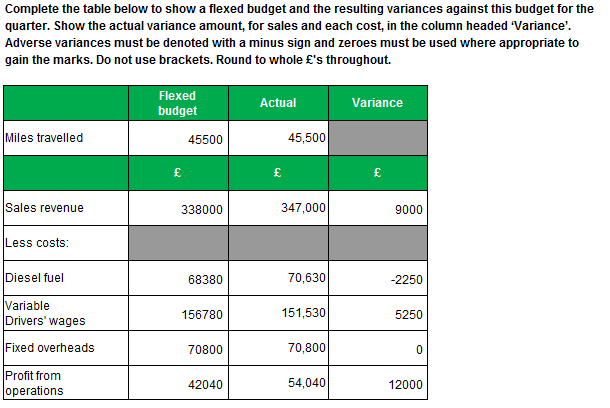 Complete the table below to show a flexed budget and the resulting variances against this budget for the
quarter. Show the actual variance amount, for sales and each cost, in the column headed ‘Variance’.
Adverse variances must be denoted with a minus sign and zeroes must be used where appropriate to
gain the marks. Do not use brackets. Round to whole £'s throughout.
Flexed
budget
Actual
Variance
Miles travelled 45500 45,500
£ £ £
Sales revenue 338000 347,000 9000
Less costs:
Diesel fuel 68380 70,630 -2250
Variable
Drivers' wages 156780 151,530 5250
Fixed overheads 70800 70,800 0
Profit from
operations 42040 54,040 12000